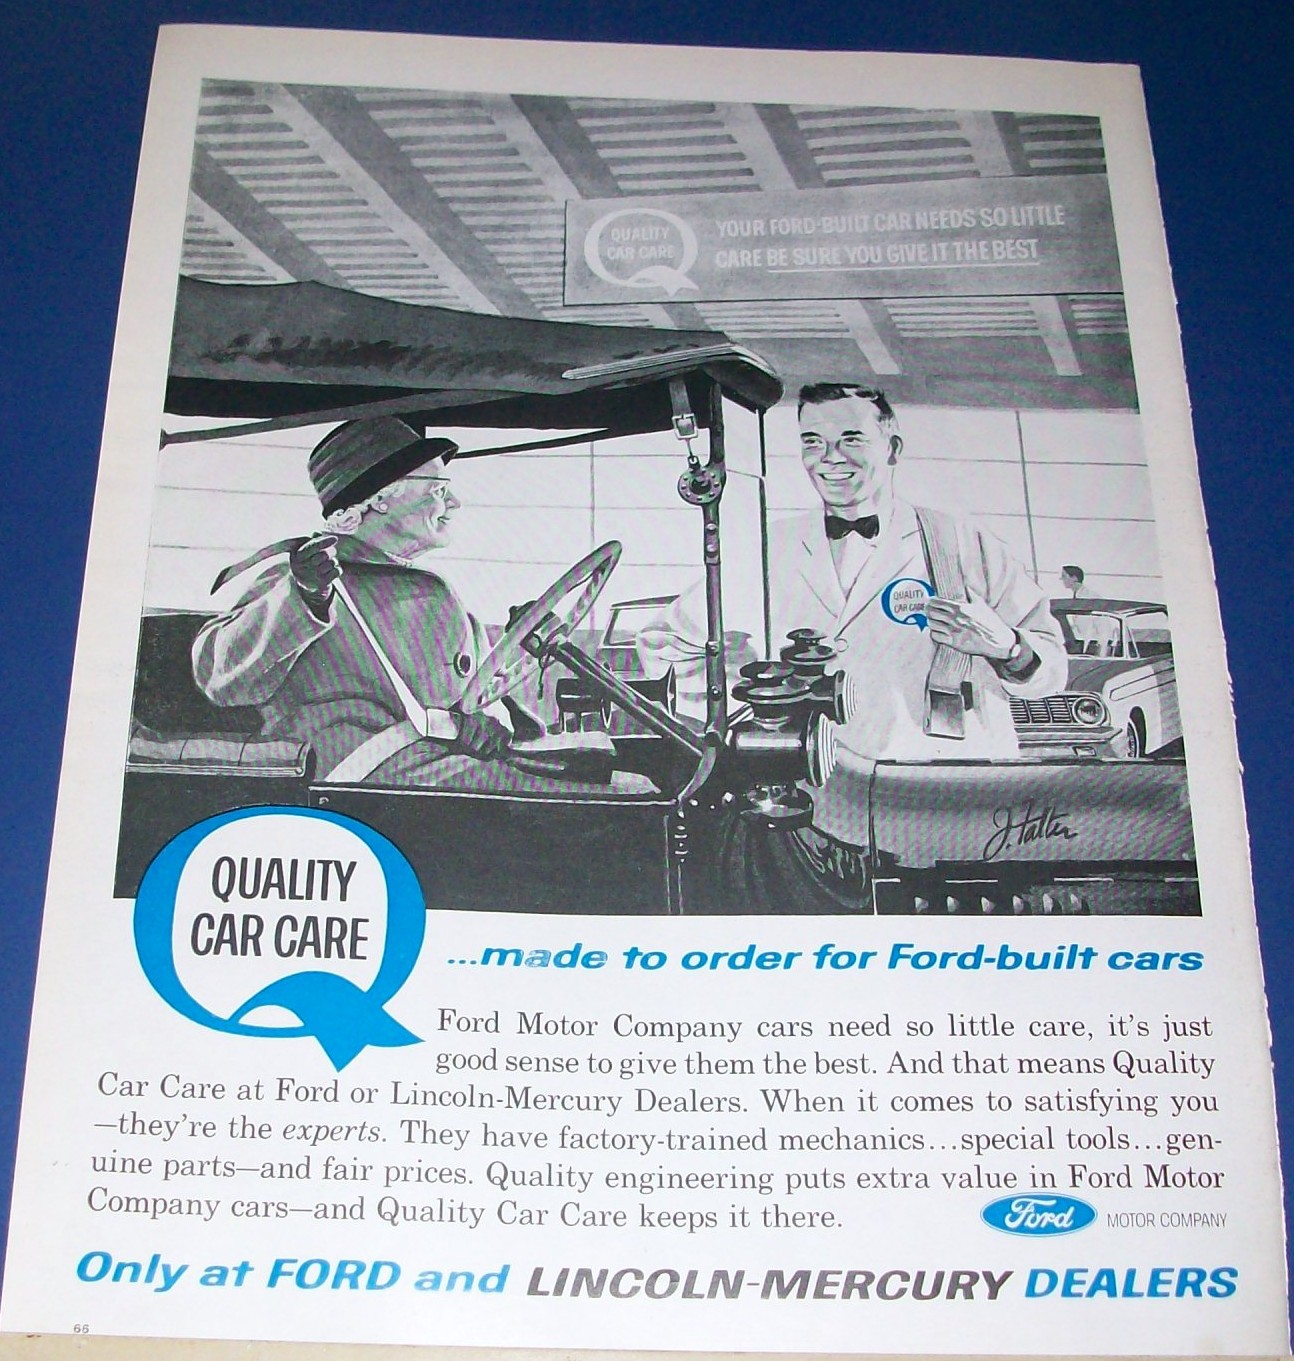 QUALITY
CAR CARE
YOUR FORD-BUILT CAR NEEDS SO LITTLE
CARE BE SURE YOU GIVE IT THE BEST
QUALITY
CAR CARE
QUALITY
CAR CARE
...made to order for Ford-built cars
Ford Motor Company cars need so little care, it's just
good sense to give them the best. And that means Quality
Car Care at Ford or Lincoln-Mercury Dealers. When it comes to satisfying you
—they're the experts. They have factory-trained mechanics...special tools...gen-
uine parts—and fair prices. Quality engineering puts extra value in Ford Motor
Company cars—and Quality Car Care keeps it there.
Ford MOTOR COMPANY
Only at FORD and LINCOLN-MERCURY DEALERS
66